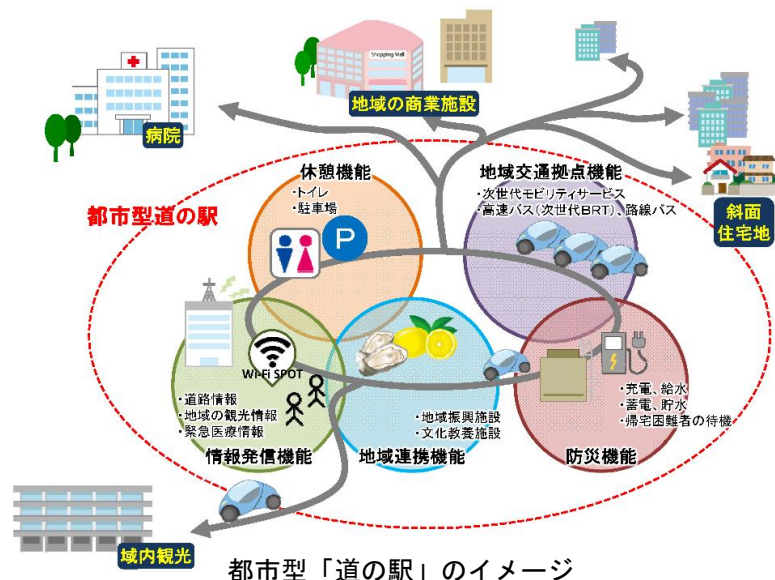 Shopping Mall
地域の商業施設
病院
休憩機能
・トイレ
・駐車場
P
地域交通拠点機能
・次世代モビリティサービス
・高速バス(次世代BRT)、路線バス
斜面
住宅地
都市型道の駅
Wi-Fi SPOT
・道路情報
・地域の観光情報
・緊急医療情報
情報発信機能
・地域振興施設
・文化教養施設
地域連携機能
・充電、給水
・蓄電、貯水
・帰宅困難者の待機
防災機能
域内観光
都市型「道の駅」のイメージ